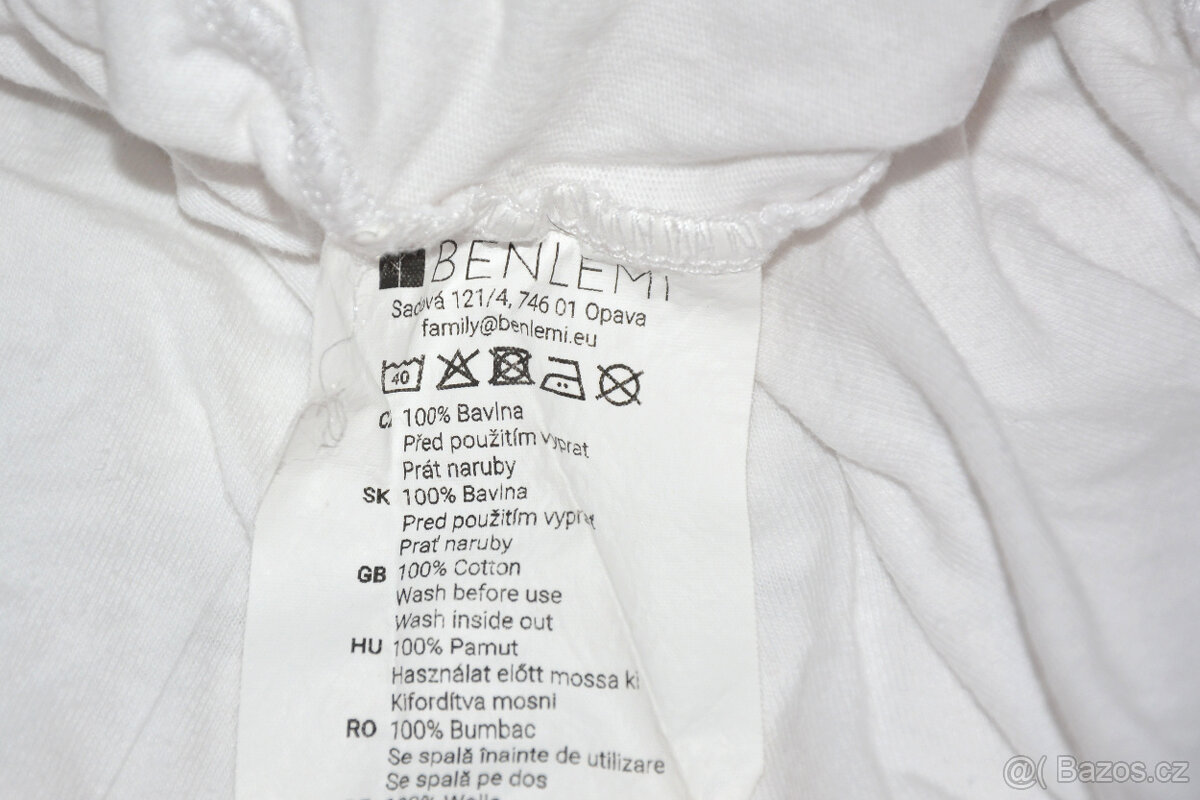 BENLEMI
Sadová 121/4, 746 01 Opava
family@benlemi.eu
40
CZ 100% Bavlna
Před použitím vyprat
Prát naruby
SK 100% Bavlna
Pred použitím vyprať
Prať naruby
GB 100% Cotton
Wash before use
Wash inside out
HU 100% Pamut
Használat előtt mossa ki
Kifordítva mosni
RO 100% Bumbac
Se spală înainte de utilizare
Se spală pe dos
@( Bazos.cz